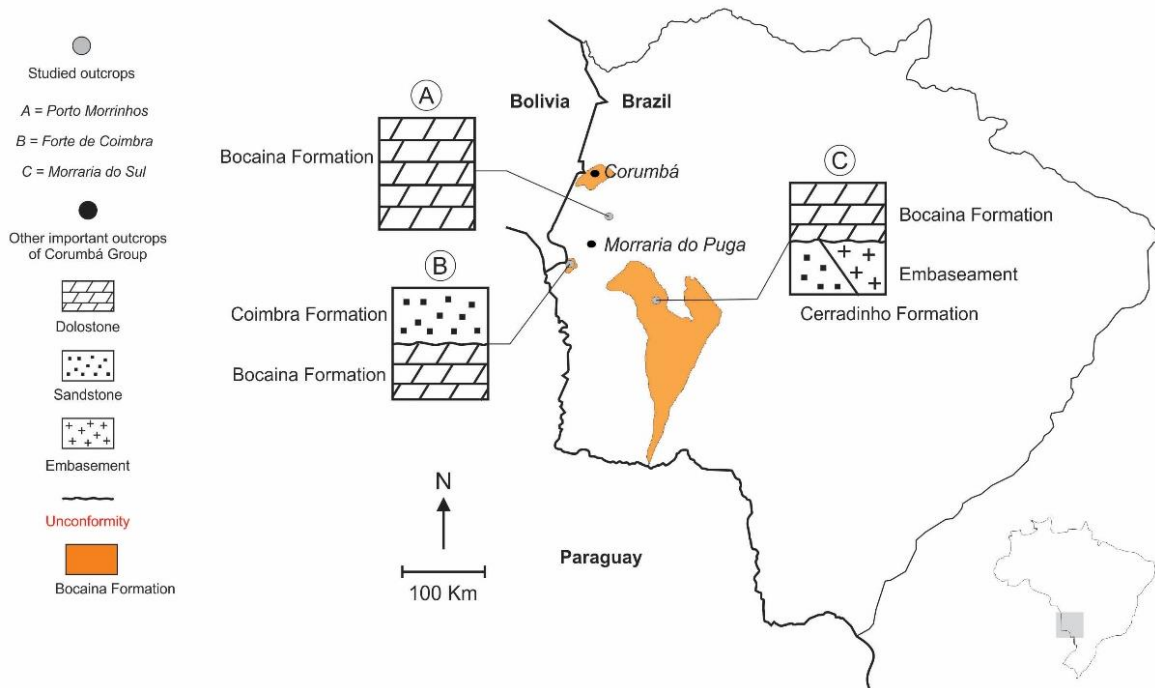 Studied outcrops
A = Porto Morrinhos
B = Forte de Coimbra
C = Morraria do Sul
Other important outcrops
of Corumbá Group
Dolostone
Sandstone
Embasement
Unconformity
Bocaina Formation
A
Bocaina Formation
B
Coimbra Formation
Bocaina Formation
Bolivia
Brazil
Corumbá
Morraria do Puga
C
Bocaina Formation
Embaseament
Cerradinho Formation
N
100 Km
Paraguay